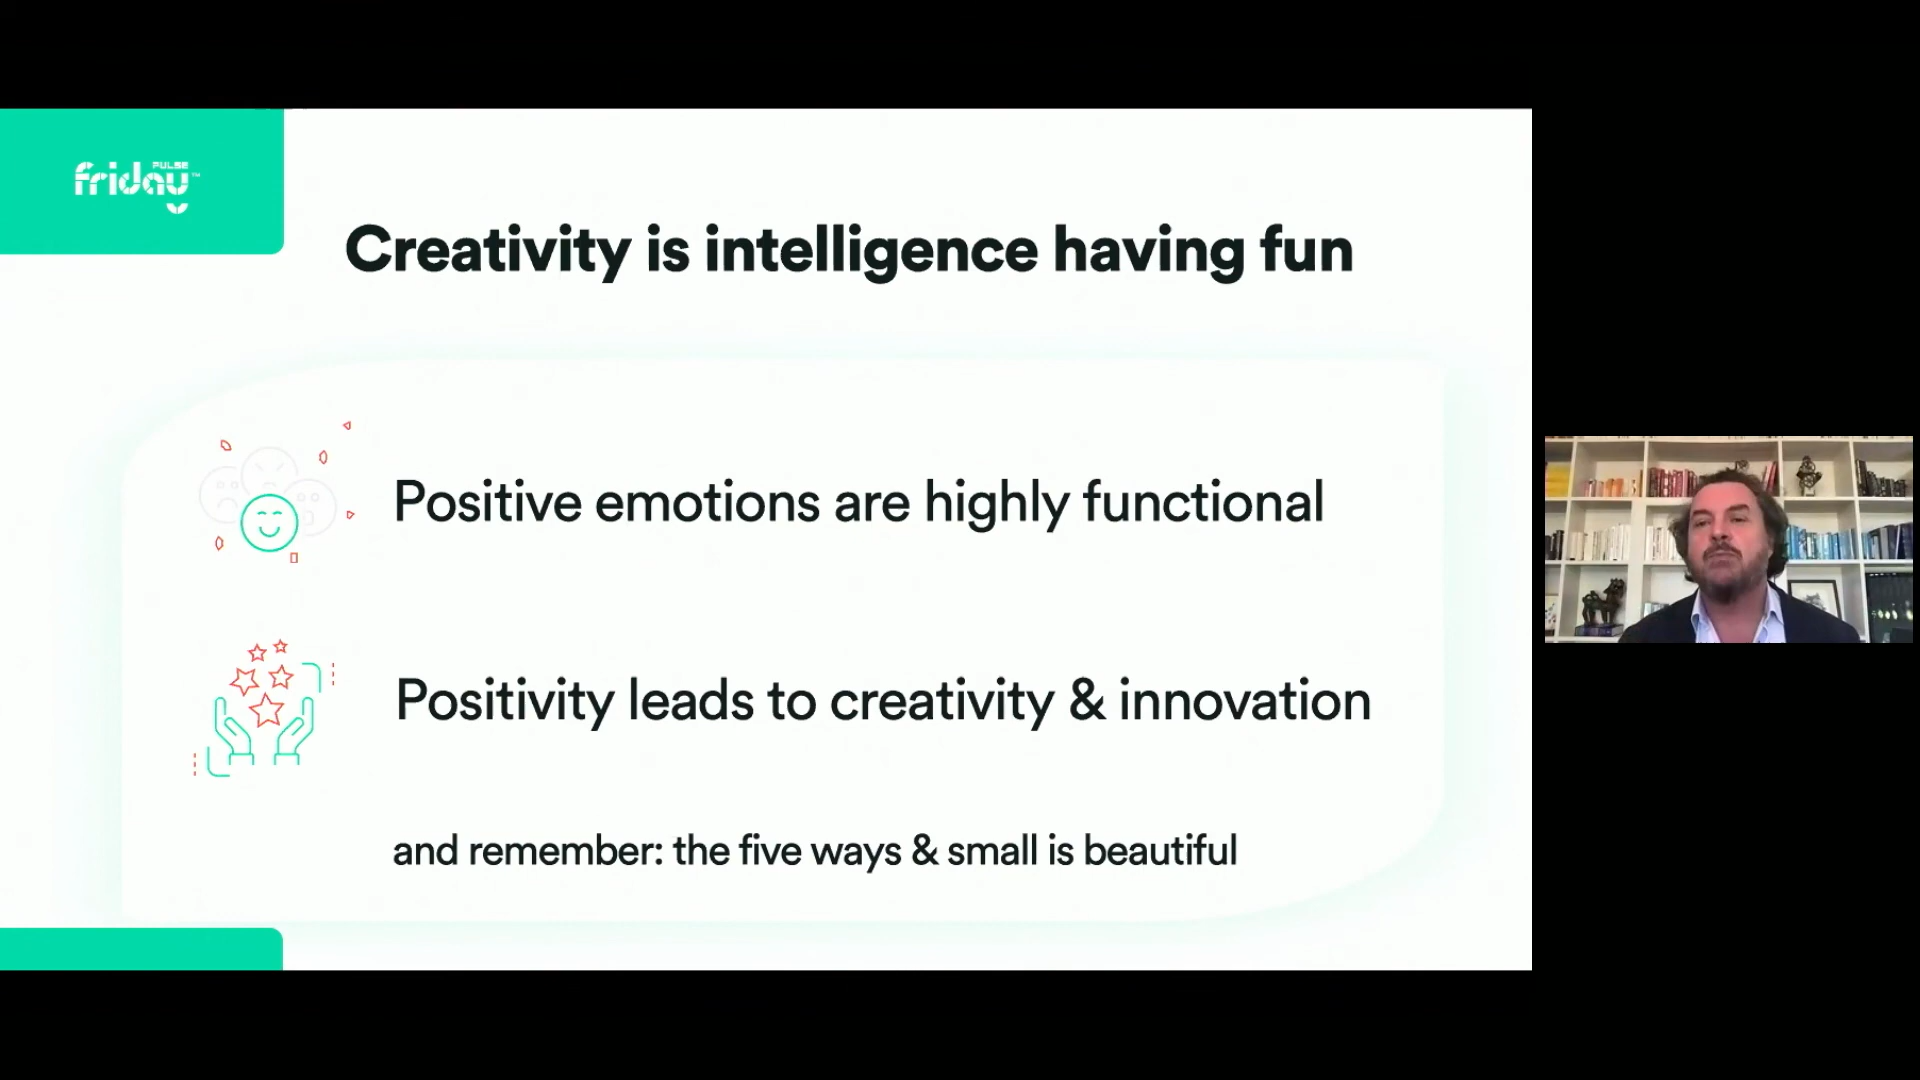 PULSE
friday™
Creativity is intelligence having fun
Positive emotions are highly functional
Positivity leads to creativity & innovation
and remember: the five ways & small is beautiful